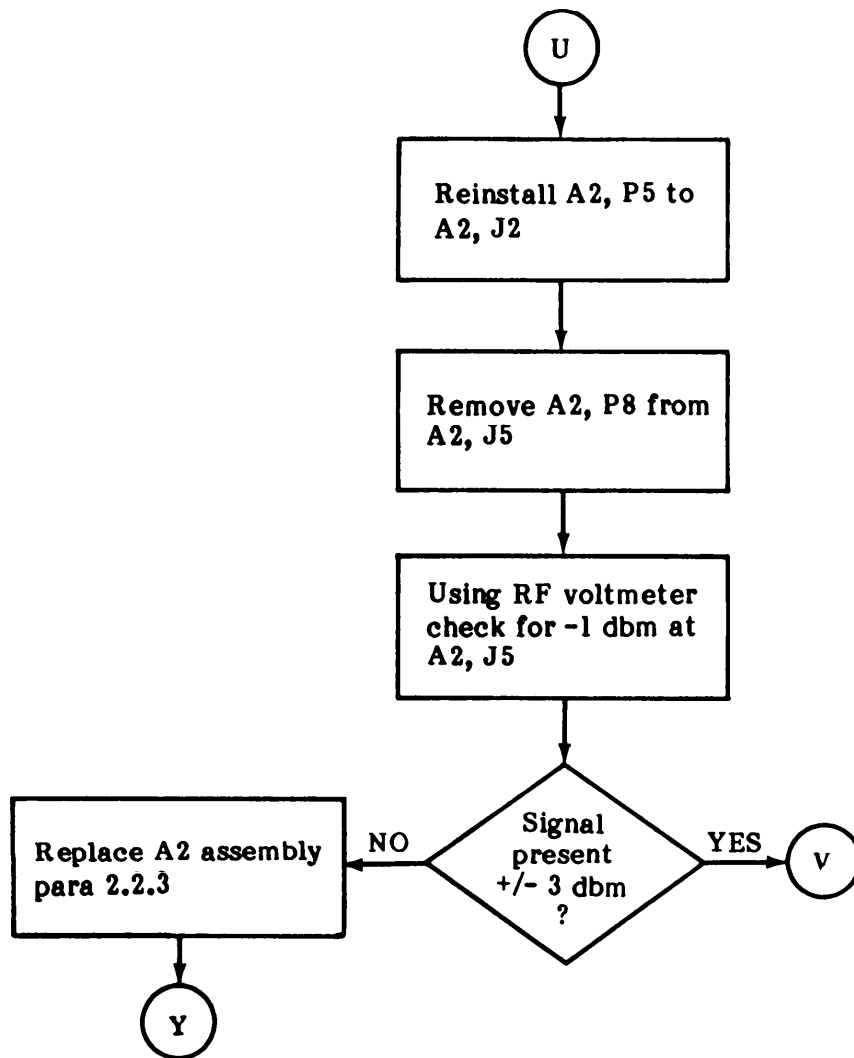 U
Reinstall A2, P5 to
A2, J2
Remove A2, P8 from
A2, J5
Using RF voltmeter
check for -1 dbm at
A2, J5
Signal
present
+/- 3 dbm
?
NO
YES
Replace A2 assembly
para 2.2.3
V
Y